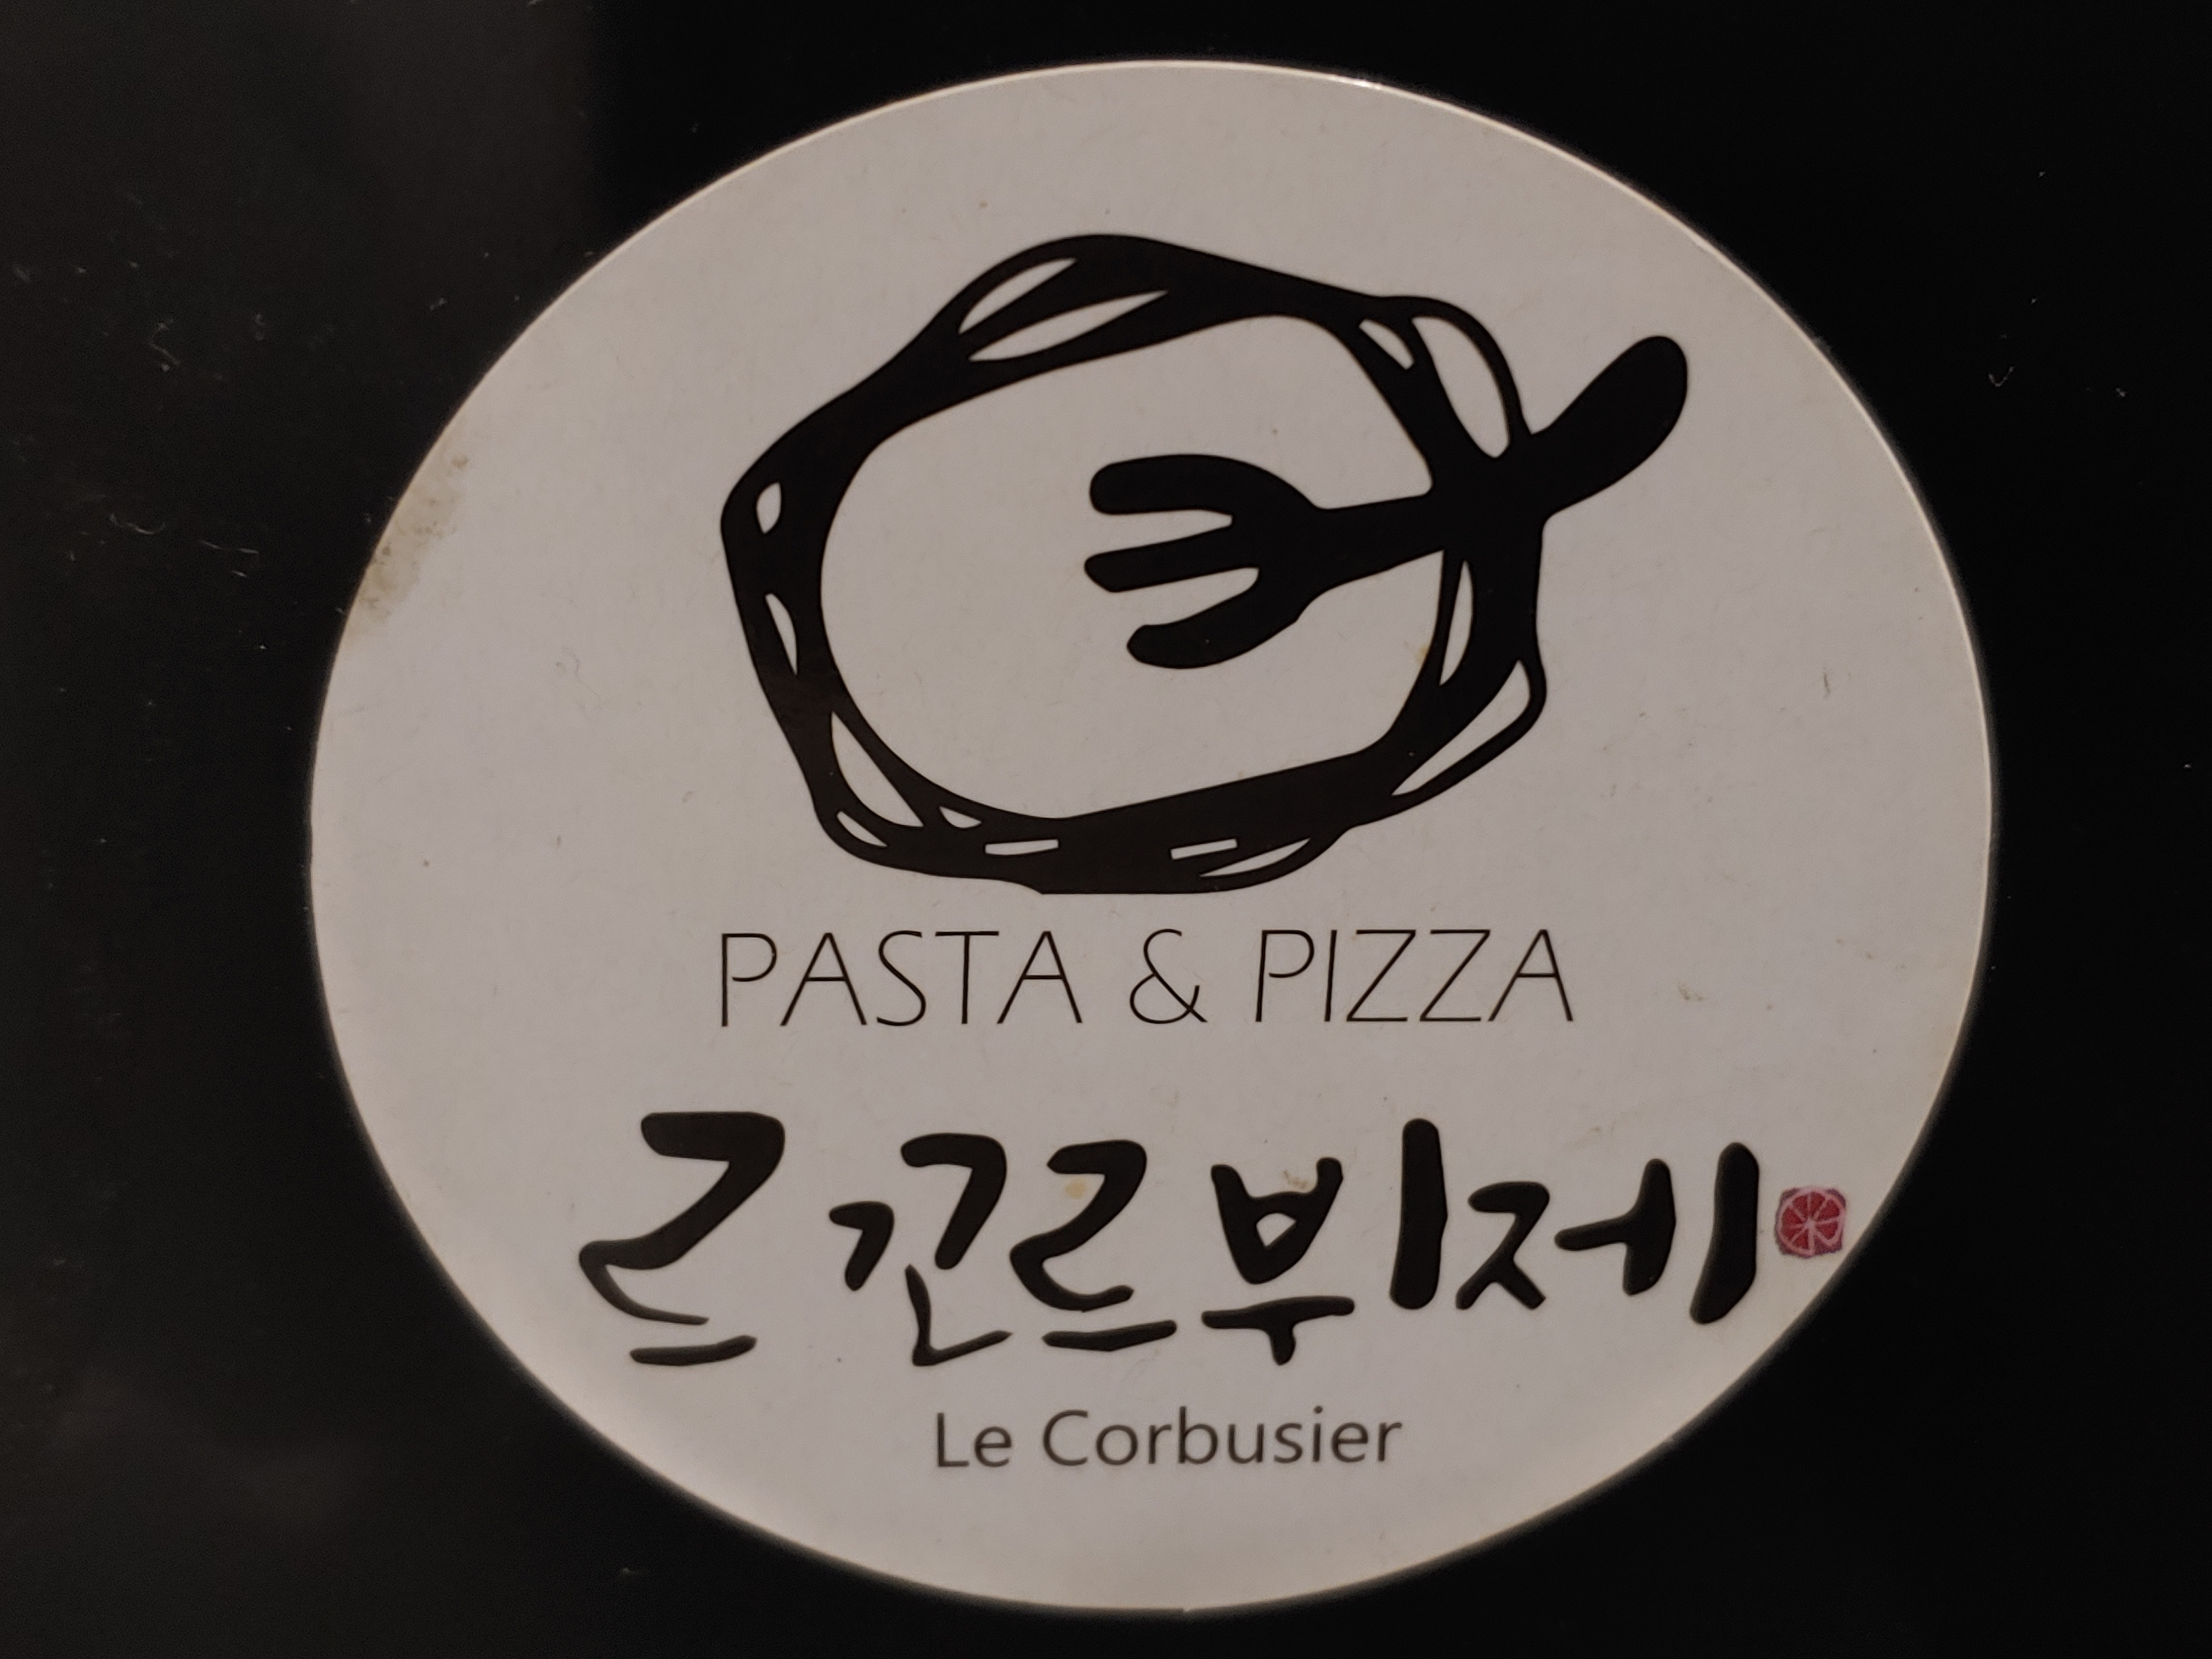 PASTA & PIZZA
르꼬르뷔제
Le Corbusier